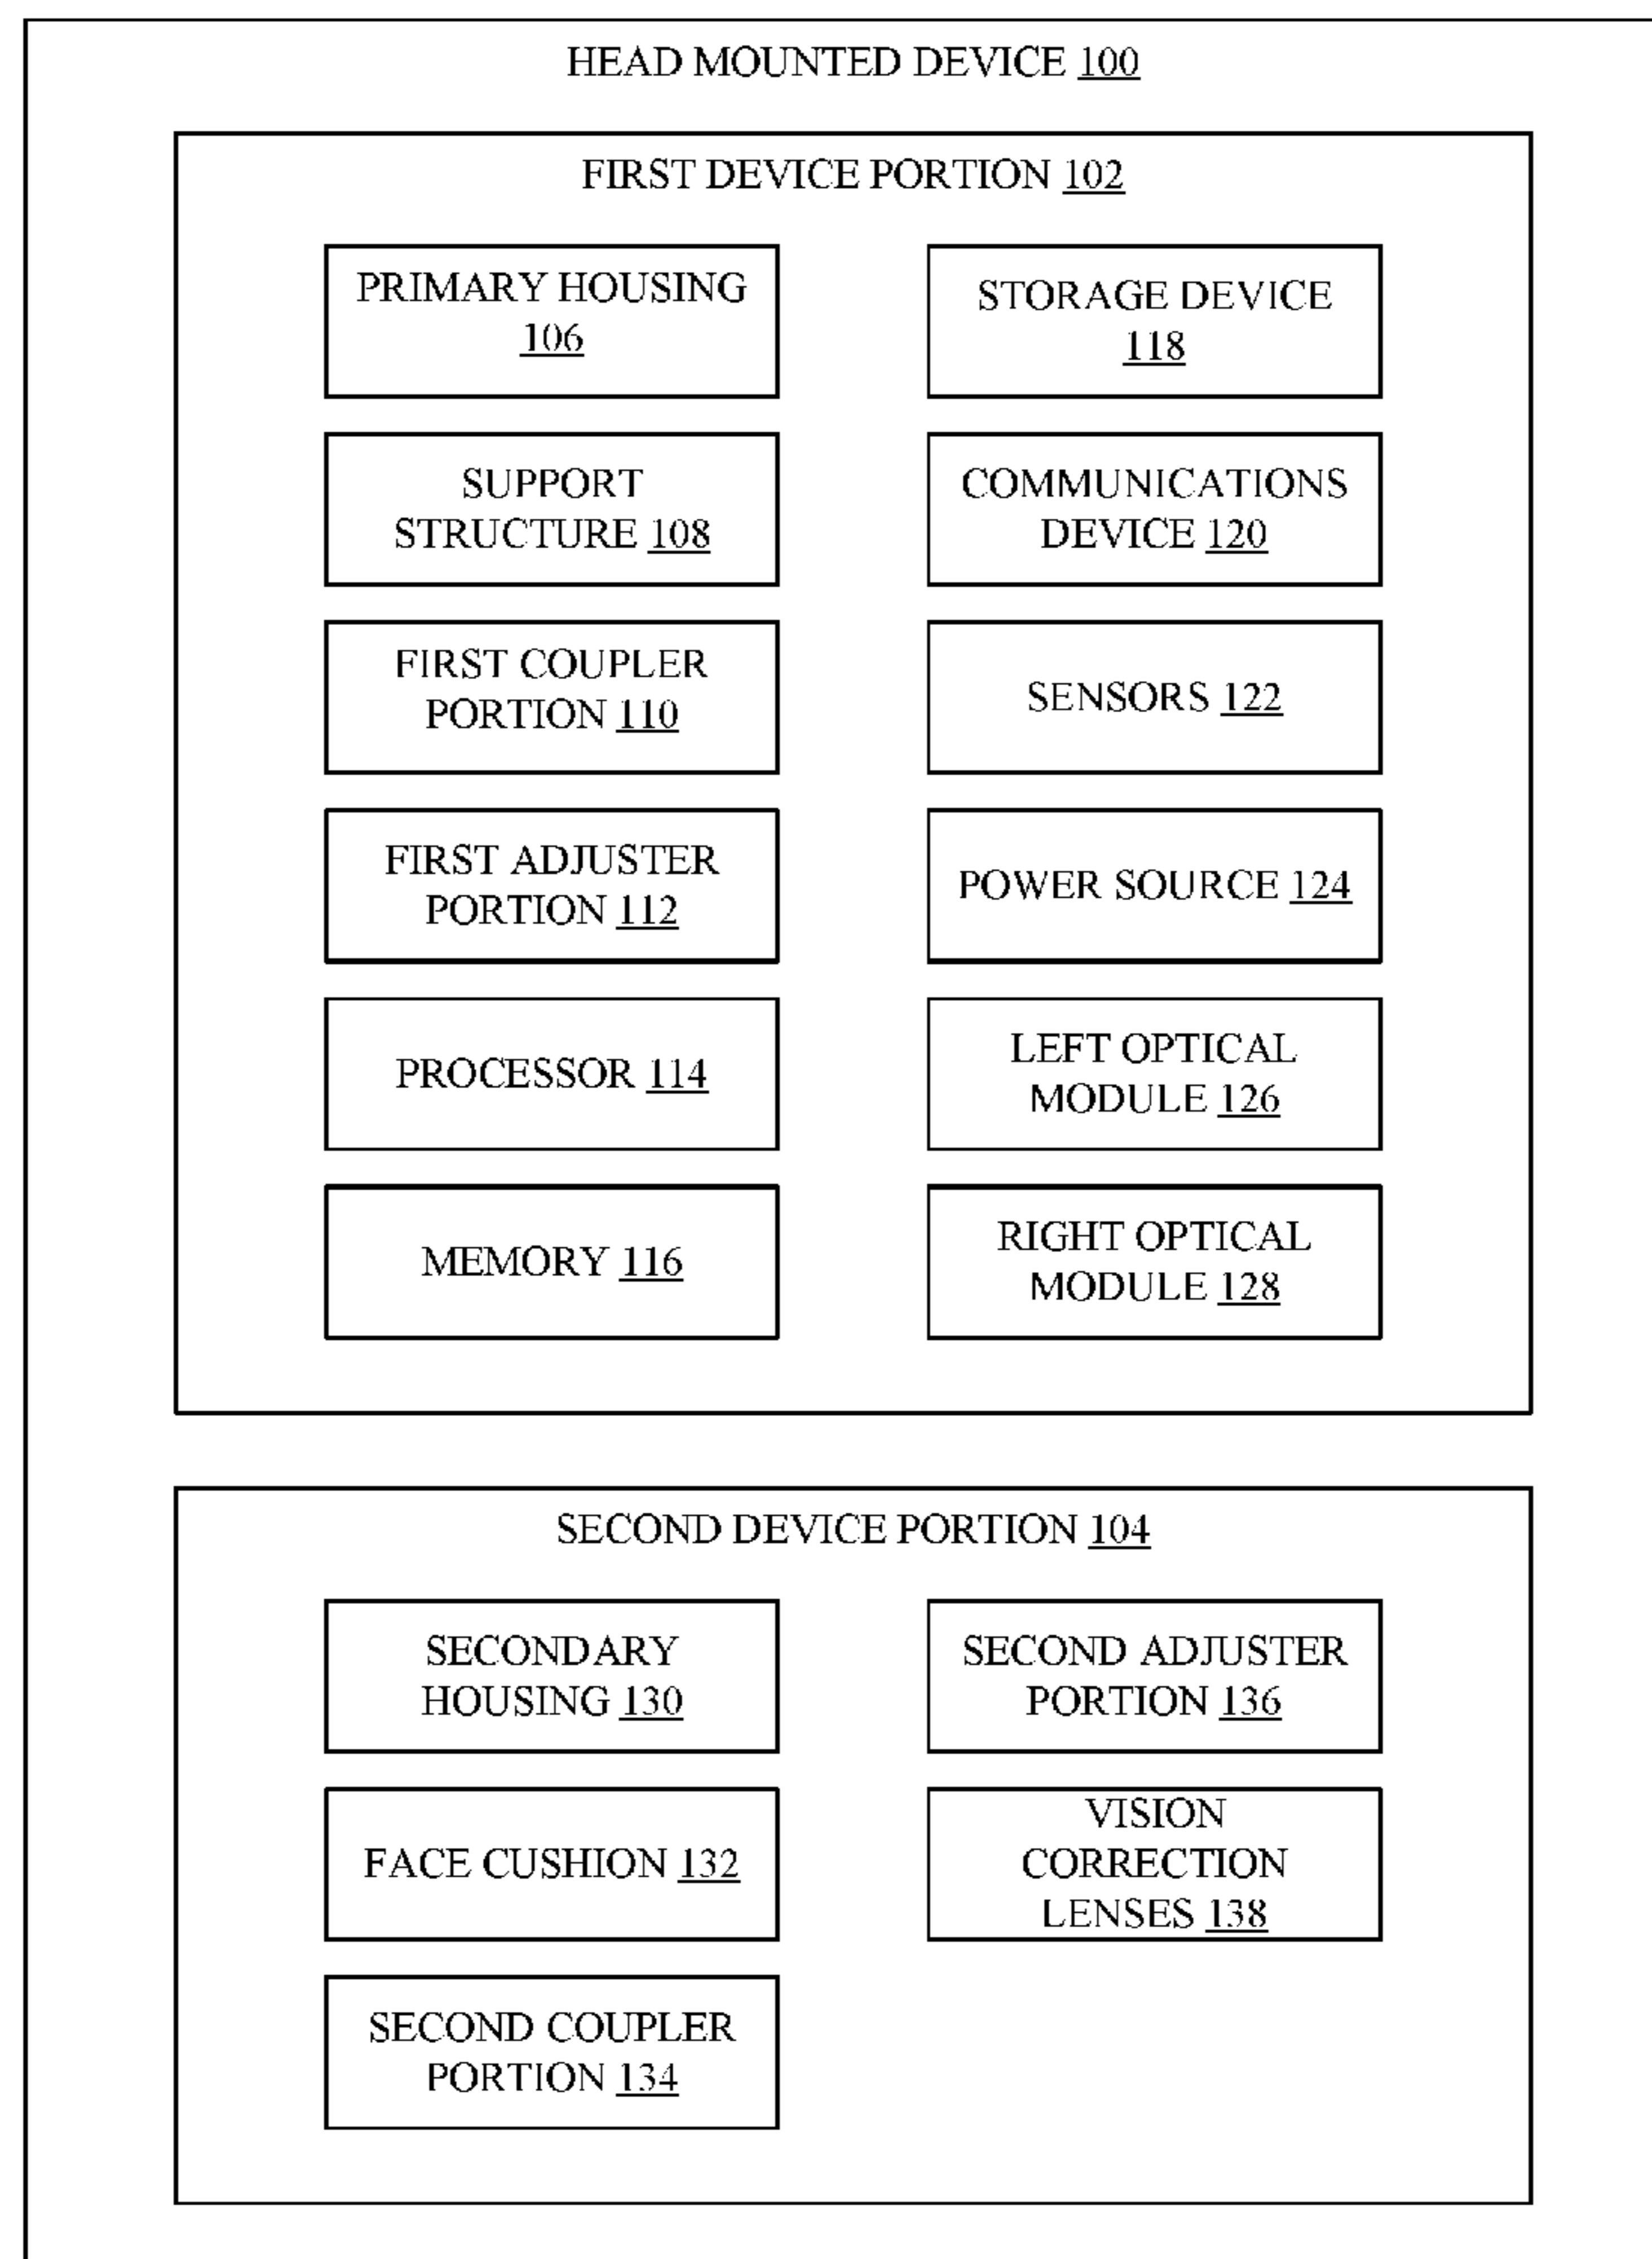 HEAD MOUNTED DEVICE 100
FIRST DEVICE PORTION 102
PRIMARY HOUSING
106
SUPPORT
STRUCTURE 108
FIRST COUPLER
PORTION 110
FIRST ADJUSTER
PORTION 112
PROCESSOR 114
MEMORY 116
STORAGE DEVICE
118
COMMUNICATIONS
DEVICE 120
SENSORS 122
POWER SOURCE 124
LEFT OPTICAL
MODULE 126
RIGHT OPTICAL
MODULE 128
SECOND DEVICE PORTION 104
SECONDARY
HOUSING 130
FACE CUSHION 132
SECOND COUPLER
PORTION 134
SECOND ADJUSTER
PORTION 136
VISION
CORRECTION
LENSES 138